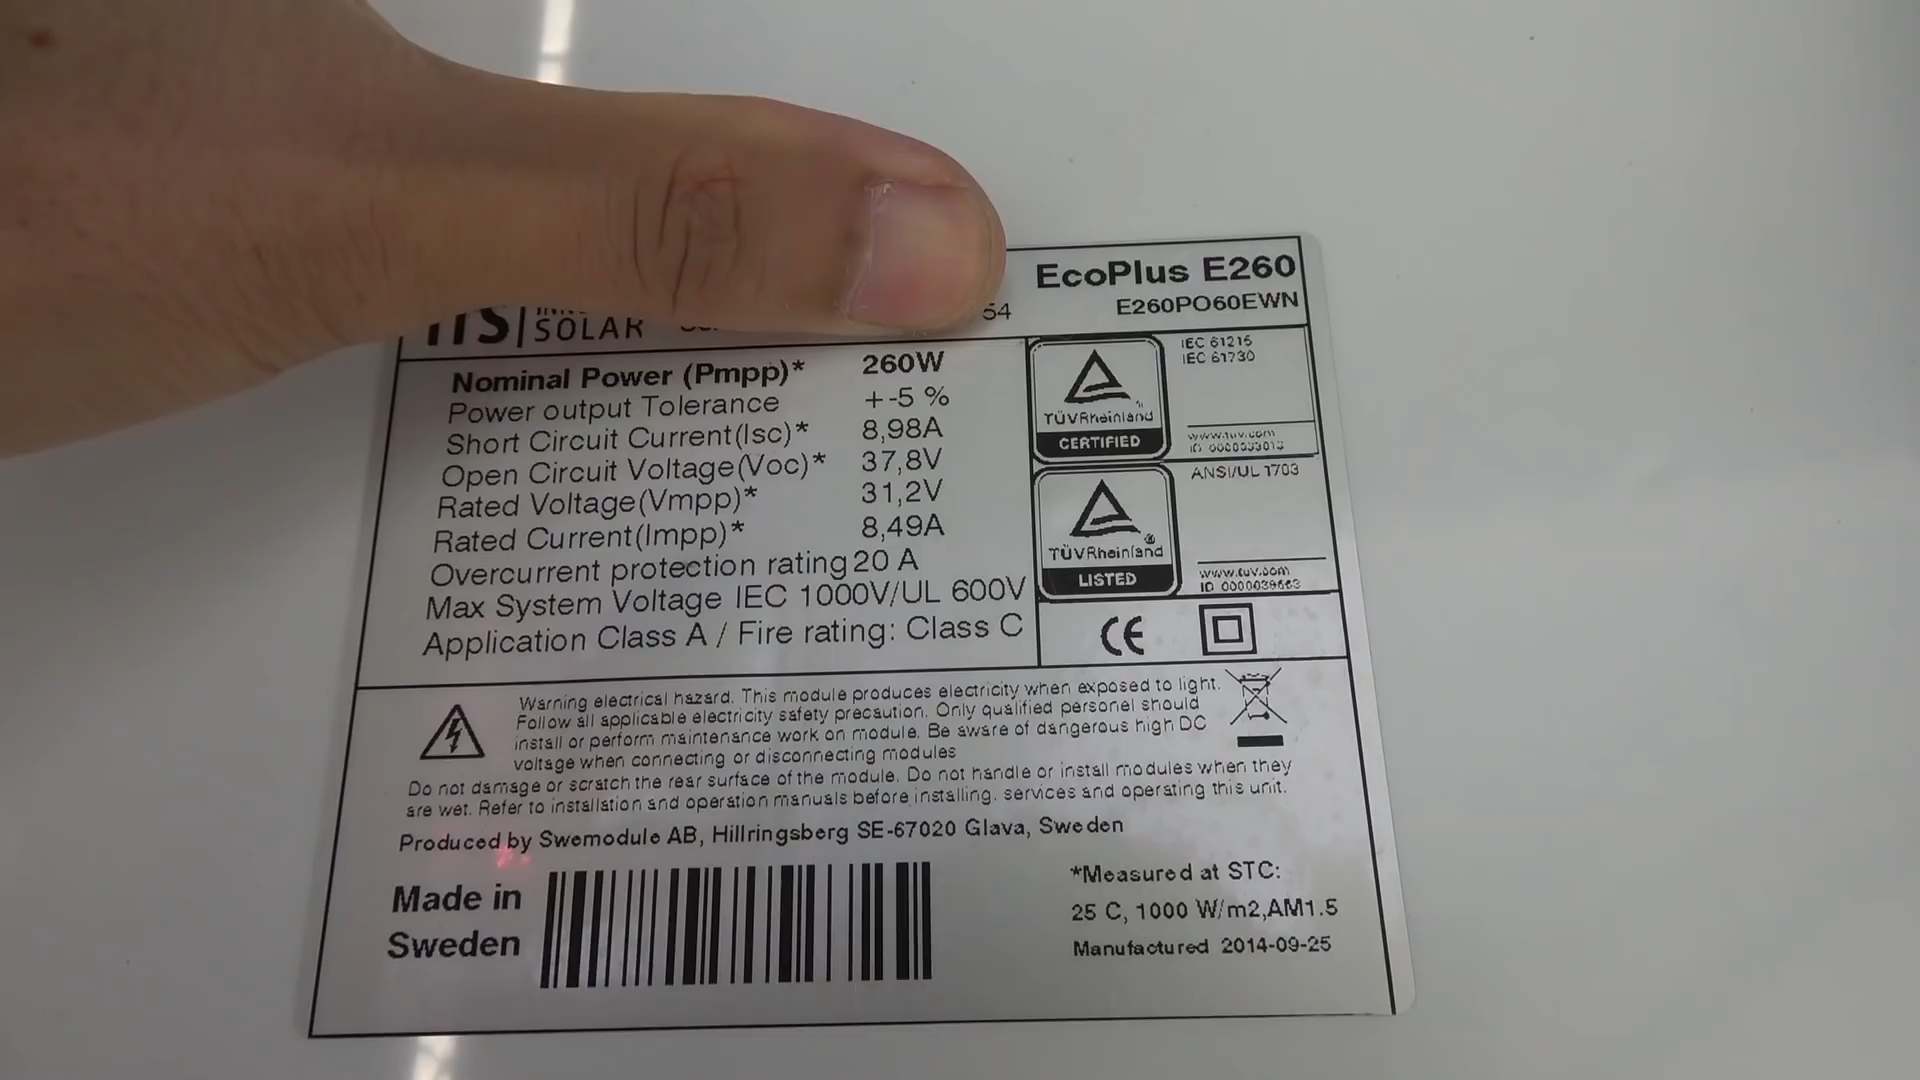 EcoPlus E260
ITS SOLAR 54 E260PO60EWN
Nominal Power (Pmpp)* 260W
Power output Tolerance +-5 %
Short Circuit Current(Isc)* 8,98A
Open Circuit Voltage(Voc)* 37,8V
Rated Voltage(Vmpp)* 31,2V
Rated Current(Impp)* 8,49A
Overcurrent protection rating 20 A
Max System Voltage IEC 1000V/UL 600V
Application Class A / Fire rating: Class C
TÜVRheinland
CERTIFIED
IEC 61215
IEC 61730
www.tuv.com
ID 0000033013
TÜVRheinland ®
LISTED
ANSI/UL 1703
www.tuv.com
ID 0000039663
CE
Warning electrical hazard. This module produces electricity when exposed to light.
Follow all applicable electricity safety precaution. Only qualified personel should
install or perform maintenance work on module. Be aware of dangerous high DC
voltage when connecting or disconnecting modules
Do not damage or scratch the rear surface of the module. Do not handle or install modules when they
are wet. Refer to installation and operation manuals before installing. services and operating this unit.
Produced by Swemodule AB, Hillringsberg SE-67020 Glava, Sweden
Made in
Sweden
*Measured at STC:
25 C, 1000 W/m2,AM1.5
Manufactured 2014-09-25